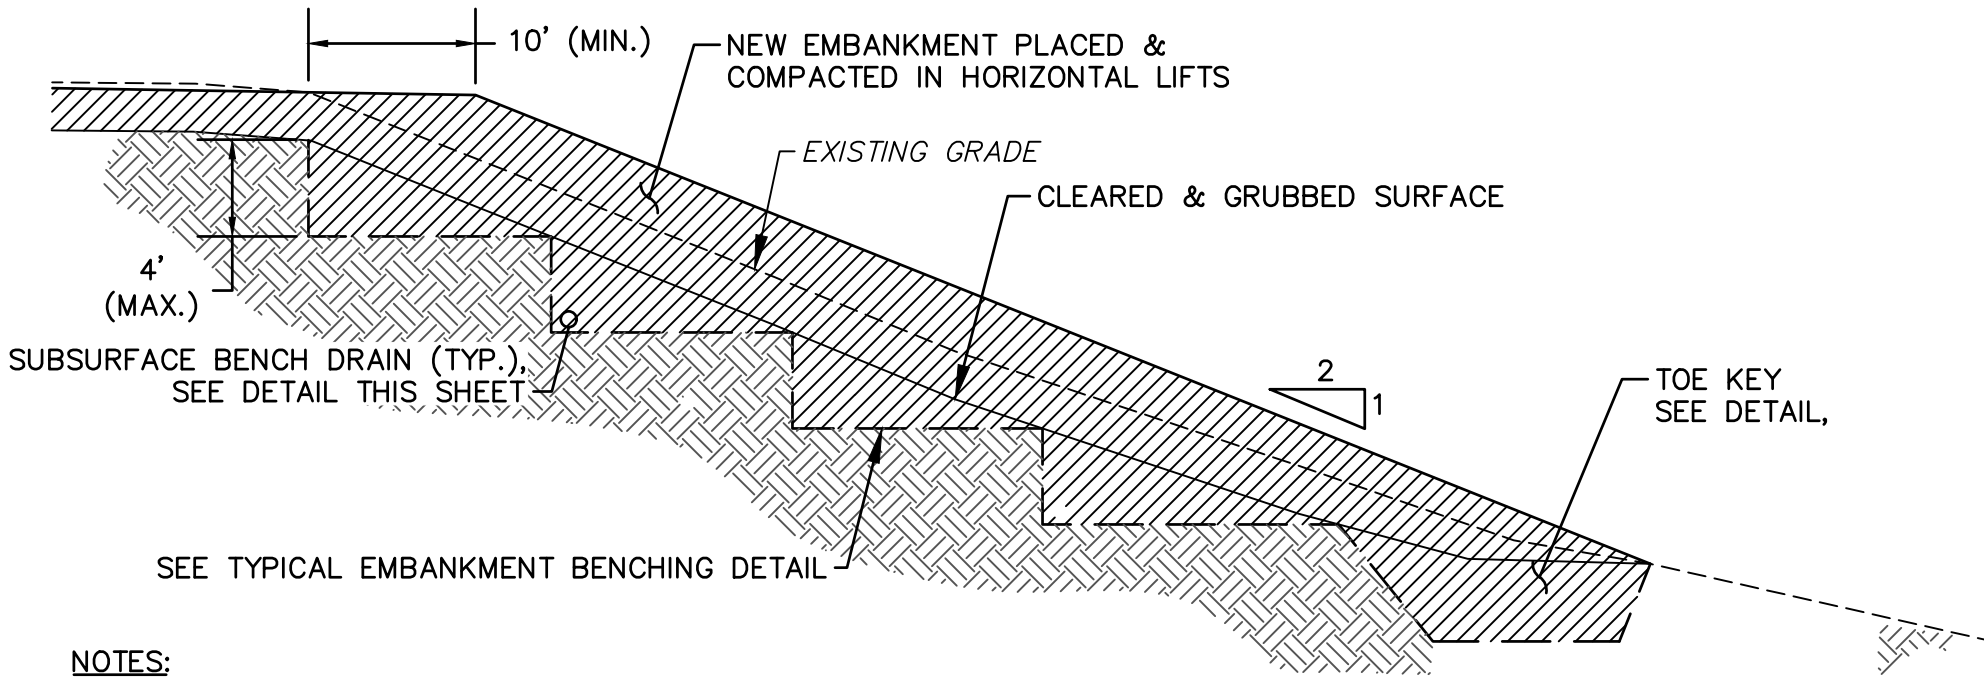 10' (MIN.)
NEW EMBANKMENT PLACED &
COMPACTED IN HORIZONTAL LIFTS
EXISTING GRADE
CLEARED & GRUBBED SURFACE
4'
(MAX.)
SUBSURFACE BENCH DRAIN (TYP.),
SEE DETAIL THIS SHEET
2
1
TOE KEY
SEE DETAIL,
SEE TYPICAL EMBANKMENT BENCHING DETAIL
NOTES: